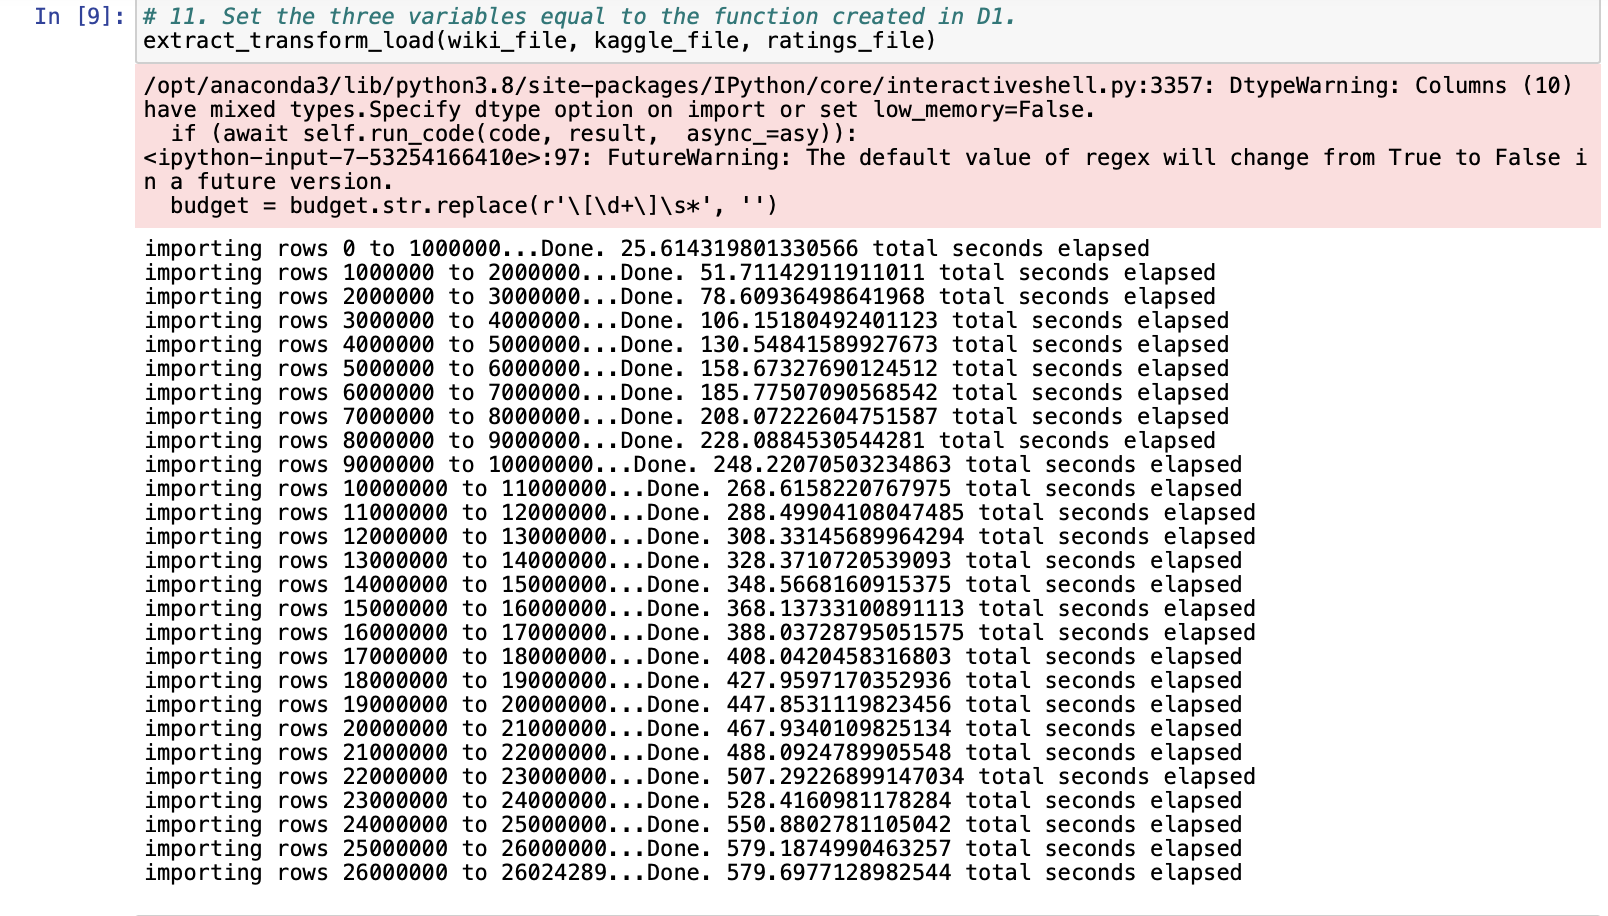 In [9]: # 11. Set the three variables equal to the function created in D1.
extract_transform_load(wiki_file, kaggle_file, ratings_file)
/opt/anaconda3/lib/python3.8/site-packages/IPython/core/interactiveshell.py:3357: DtypeWarning: Columns (10)
have mixed types.Specify dtype option on import or set low_memory=False.
  if (await self.run_code(code, result,  async_=asy)):
<ipython-input-7-53254166410e>:97: FutureWarning: The default value of regex will change from True to False i
n a future version.
  budget = budget.str.replace(r'\[\d+\]\s*', '')
importing rows 0 to 1000000...Done. 25.614319801330566 total seconds elapsed
importing rows 1000000 to 2000000...Done. 51.71142911911011 total seconds elapsed
importing rows 2000000 to 3000000...Done. 78.60936498641968 total seconds elapsed
importing rows 3000000 to 4000000...Done. 106.15180492401123 total seconds elapsed
importing rows 4000000 to 5000000...Done. 130.54841589927673 total seconds elapsed
importing rows 5000000 to 6000000...Done. 158.67327690124512 total seconds elapsed
importing rows 6000000 to 7000000...Done. 185.77507090568542 total seconds elapsed
importing rows 7000000 to 8000000...Done. 208.07222604751587 total seconds elapsed
importing rows 8000000 to 9000000...Done. 228.0884530544281 total seconds elapsed
importing rows 9000000 to 10000000...Done. 248.22070503234863 total seconds elapsed
importing rows 10000000 to 11000000...Done. 268.6158220767975 total seconds elapsed
importing rows 11000000 to 12000000...Done. 288.49904108047485 total seconds elapsed
importing rows 12000000 to 13000000...Done. 308.33145689964294 total seconds elapsed
importing rows 13000000 to 14000000...Done. 328.3710720539093 total seconds elapsed
importing rows 14000000 to 15000000...Done. 348.5668160915375 total seconds elapsed
importing rows 15000000 to 16000000...Done. 368.13733100891113 total seconds elapsed
importing rows 16000000 to 17000000...Done. 388.03728795051575 total seconds elapsed
importing rows 17000000 to 18000000...Done. 408.0420458316803 total seconds elapsed
importing rows 18000000 to 19000000...Done. 427.9597170352936 total seconds elapsed
importing rows 19000000 to 20000000...Done. 447.8531119823456 total seconds elapsed
importing rows 20000000 to 21000000...Done. 467.9340109825134 total seconds elapsed
importing rows 21000000 to 22000000...Done. 488.0924789905548 total seconds elapsed
importing rows 22000000 to 23000000...Done. 507.29226899147034 total seconds elapsed
importing rows 23000000 to 24000000...Done. 528.4160981178284 total seconds elapsed
importing rows 24000000 to 25000000...Done. 550.8802781105042 total seconds elapsed
importing rows 25000000 to 26000000...Done. 579.1874990463257 total seconds elapsed
importing rows 26000000 to 26024289...Done. 579.6977128982544 total seconds elapsed